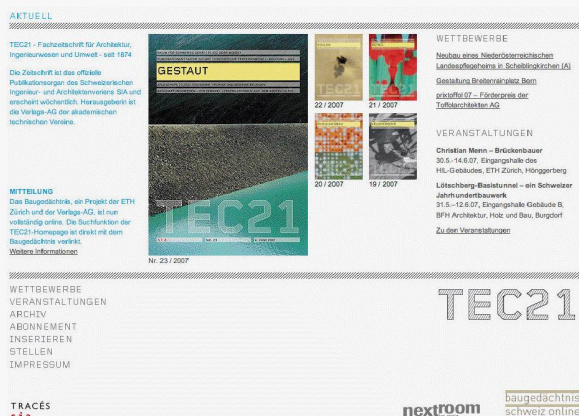 AKTUELL
TEC21 - Fachzeitschrift für Architektur,
Ingenieurwesen und Umwelt - seit 1874
Die Zeitschrift ist das offizielle
Publikationsorgan des Schweizerischen
Ingenieur- und Architektenvereins SIA und
erscheint wöchentlich. Herausgeberin ist
die Verlags-AG der akademischen
technischen Vereine.
MITTEILUNG
Das Baugedächtnis, ein Projekt der ETH
Zürich und der Verlags-AG, ist nun
vollständig online. Die Suchfunktion der
TEC21-Homepage ist direkt mit dem
Baugedächtnis verlinkt.
Weitere Informationen
GESTAUT
TEC21
Nr. 23 / 2007
TEC21
22 / 2007
21 / 2007
20 / 2007
19 / 2007
WETTBEWERBE
Neubau eines Niederösterreichischen
Landespflegeheims in Scheiblingkirchen (A)
Gestaltung Breitenrainplatz Bern
prixtoffol 07 – Förderpreis der
Toffolarchitekten AG
VERANSTALTUNGEN
Christian Menn – Brückenbauer
30.5.-14.6.07, Eingangshalle des
HIL-Gebäudes, ETH Zürich, Hönggerberg
Lötschberg-Basistunnel – ein Schweizer
Jahrhundertbauwerk
31.5.–12.6.07, Eingangshalle Gebäude B,
BFH Architektur, Holz und Bau, Burgdorf
Zu den Veranstaltungen
WETTBEWERBE
VERANSTALTUNGEN
ARCHIV
ABONNEMENT
INSERIEREN
STELLEN
IMPRESSUM
TEC21
TRACÉS
nextroom
baugedächtnis
schweiz online